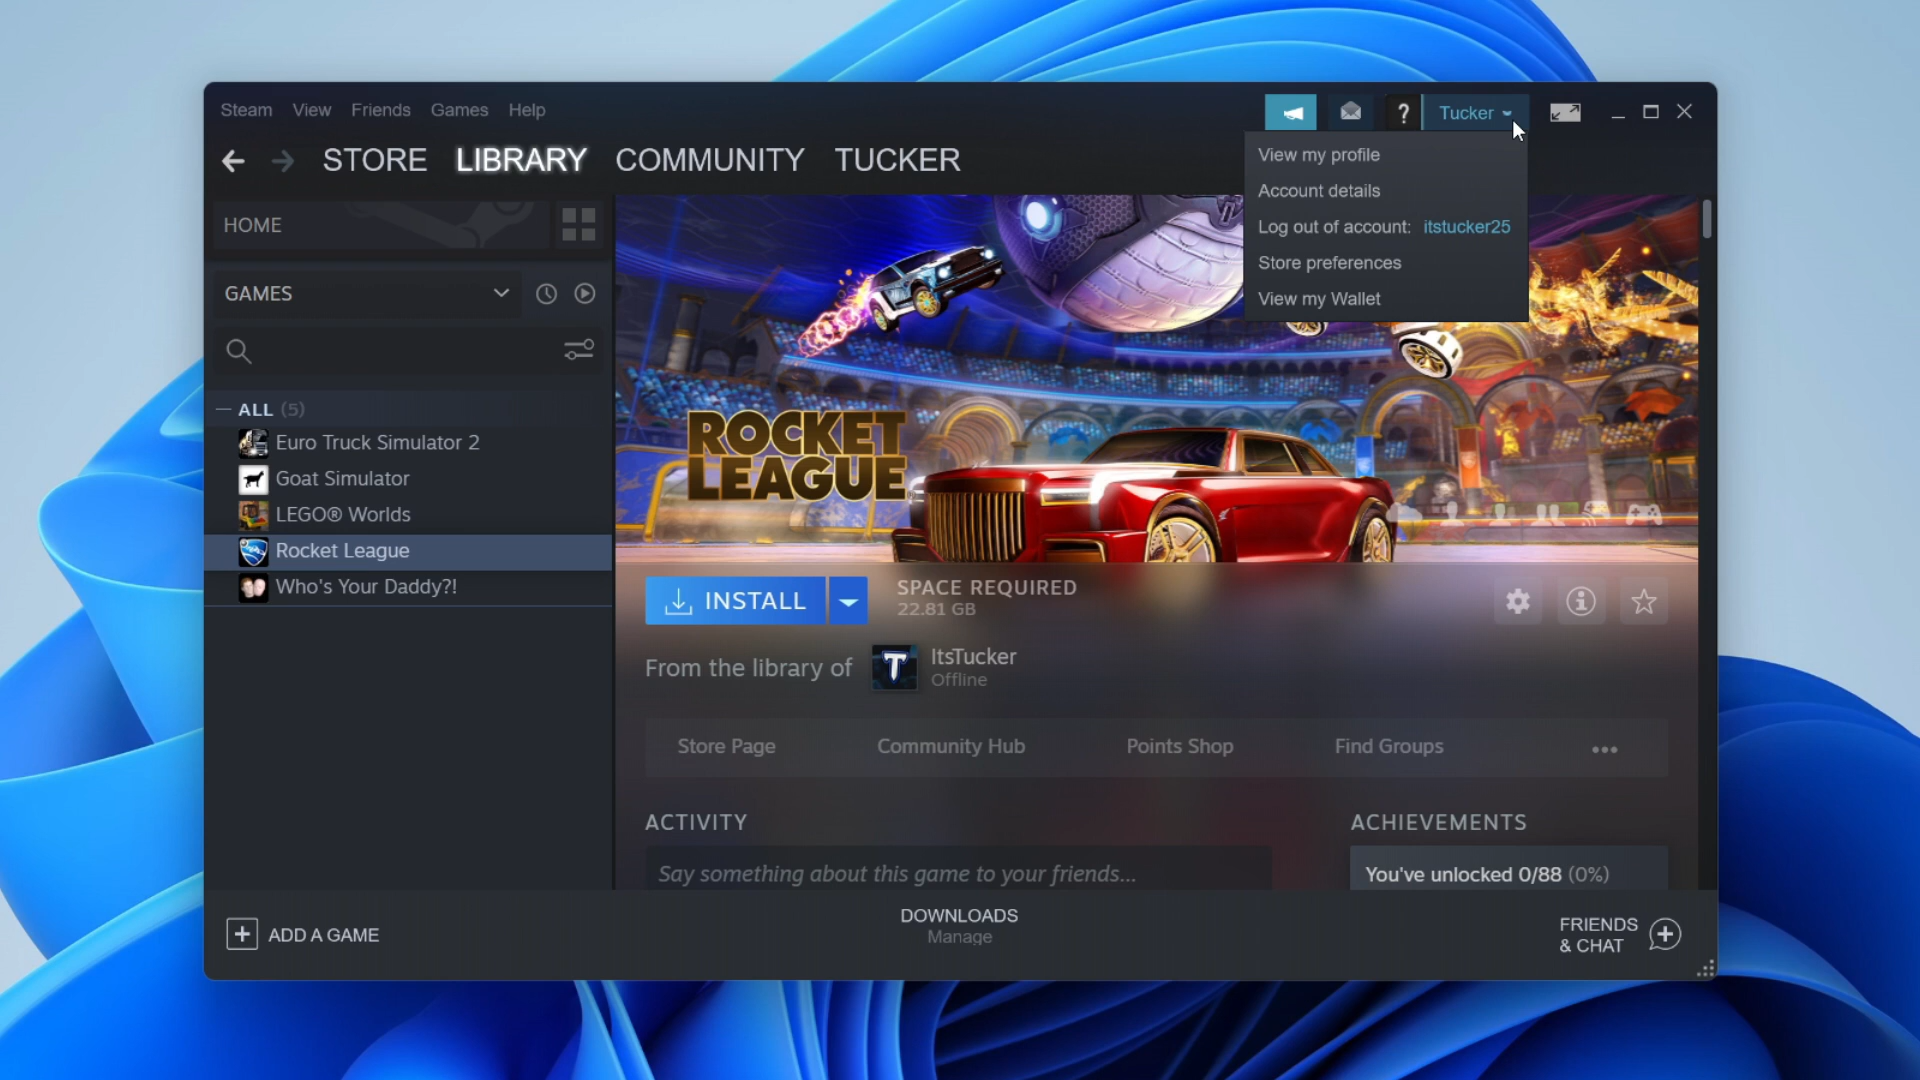 Steam View Friends Games Help
? Tucker
STORE LIBRARY COMMUNITY TUCKER
View my profile
Account details
Log out of account: itstucker25
Store preferences
View my Wallet
HOME
GAMES
ALL (5)
Euro Truck Simulator 2
Goat Simulator
LEGO® Worlds
Rocket League
Who's Your Daddy?!
ROCKET
LEAGUE
INSTALL
SPACE REQUIRED
22.81 GB
From the library of
T
ItsTucker
Offline
Store Page Community Hub Points Shop Find Groups •••
ACTIVITY
Say something about this game to your friends...
ACHIEVEMENTS
You've unlocked 0/88 (0%)
ADD A GAME
DOWNLOADS
Manage
FRIENDS
& CHAT